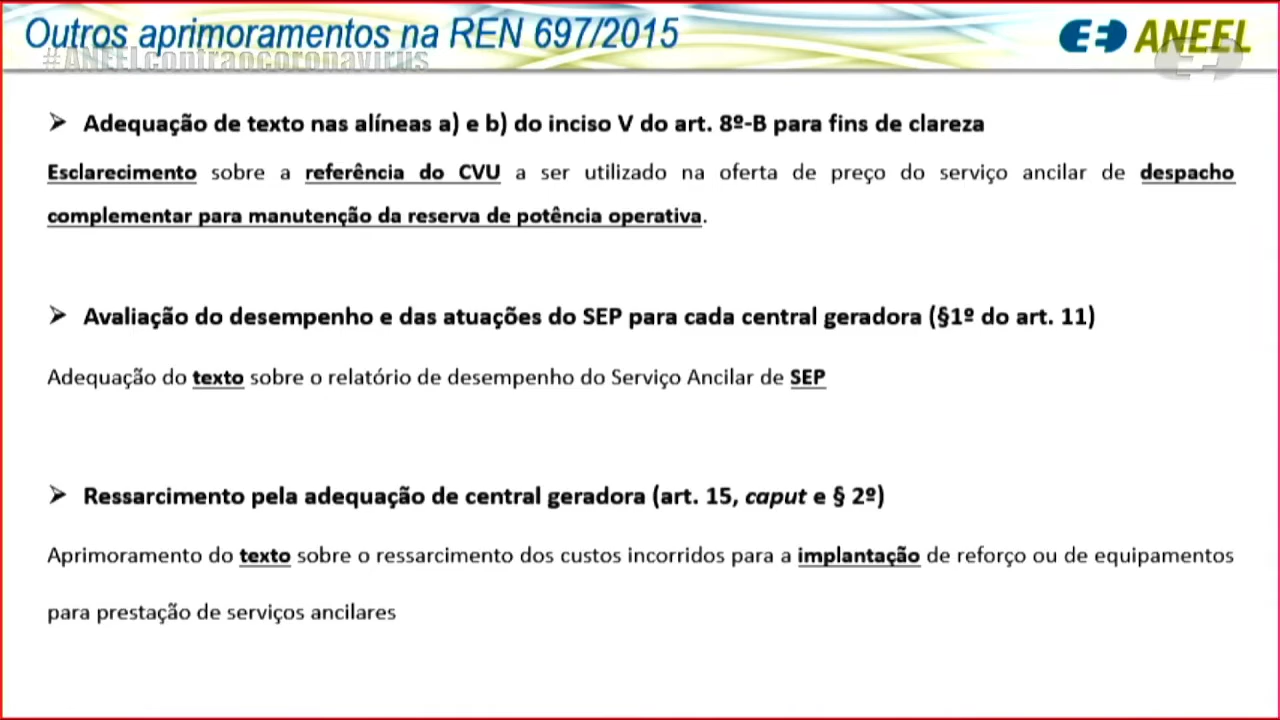 Outros aprimoramentos na REN 697/2015
ANEEL
#ANEELcontraocoronavírus
➢ Adequação de texto nas alíneas a) e b) do inciso V do art. 8º-B para fins de clareza
Esclarecimento sobre a referência do CVU a ser utilizado na oferta de preço do serviço ancilar de despacho
complementar para manutenção da reserva de potência operativa.
➢ Avaliação do desempenho e das atuações do SEP para cada central geradora (§1º do art. 11)
Adequação do texto sobre o relatório de desempenho do Serviço Ancilar de SEP
➢ Ressarcimento pela adequação de central geradora (art. 15, caput e § 2º)
Aprimoramento do texto sobre o ressarcimento dos custos incorridos para a implantação de reforço ou de equipamentos
para prestação de serviços ancilares